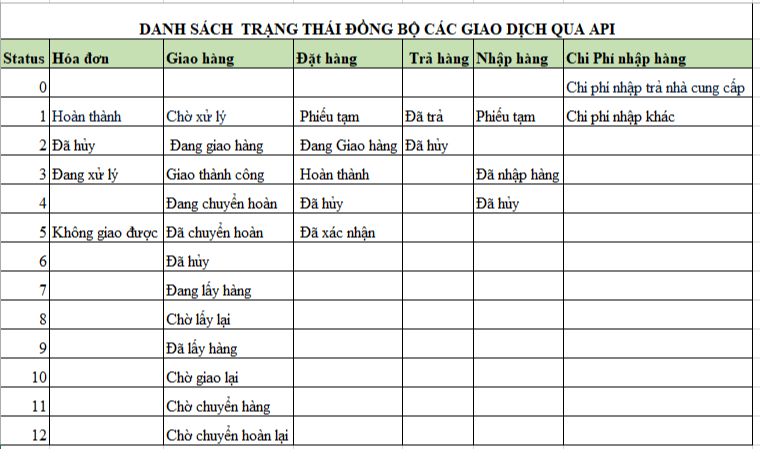 DANH SÁCH TRẠNG THÁI ĐỒNG BỘ CÁC GIAO DỊCH QUA API
Status Hóa đơn Giao hàng Đặt hàng Trả hàng Nhập hàng Chi Phí nhập hàng
0 Chi phí nhập trả nhà cung cấp
1 Hoàn thành Chờ xử lý Phiếu tạm Đã trả Phiếu tạm Chi phí nhập khác
2 Đã hủy Đang giao hàng Đang Giao hàng Đã hủy
3 Đang xử lý Giao thành công Hoàn thành Đã nhập hàng
4 Đang chuyển hoàn Đã hủy Đã hủy
5 Không giao được Đã chuyển hoàn Đã xác nhận
6 Đã hủy
7 Đang lấy hàng
8 Chờ lấy lại
9 Đã lấy hàng
10 Chờ giao lại
11 Chờ chuyển hàng
12 Chờ chuyển hoàn lại